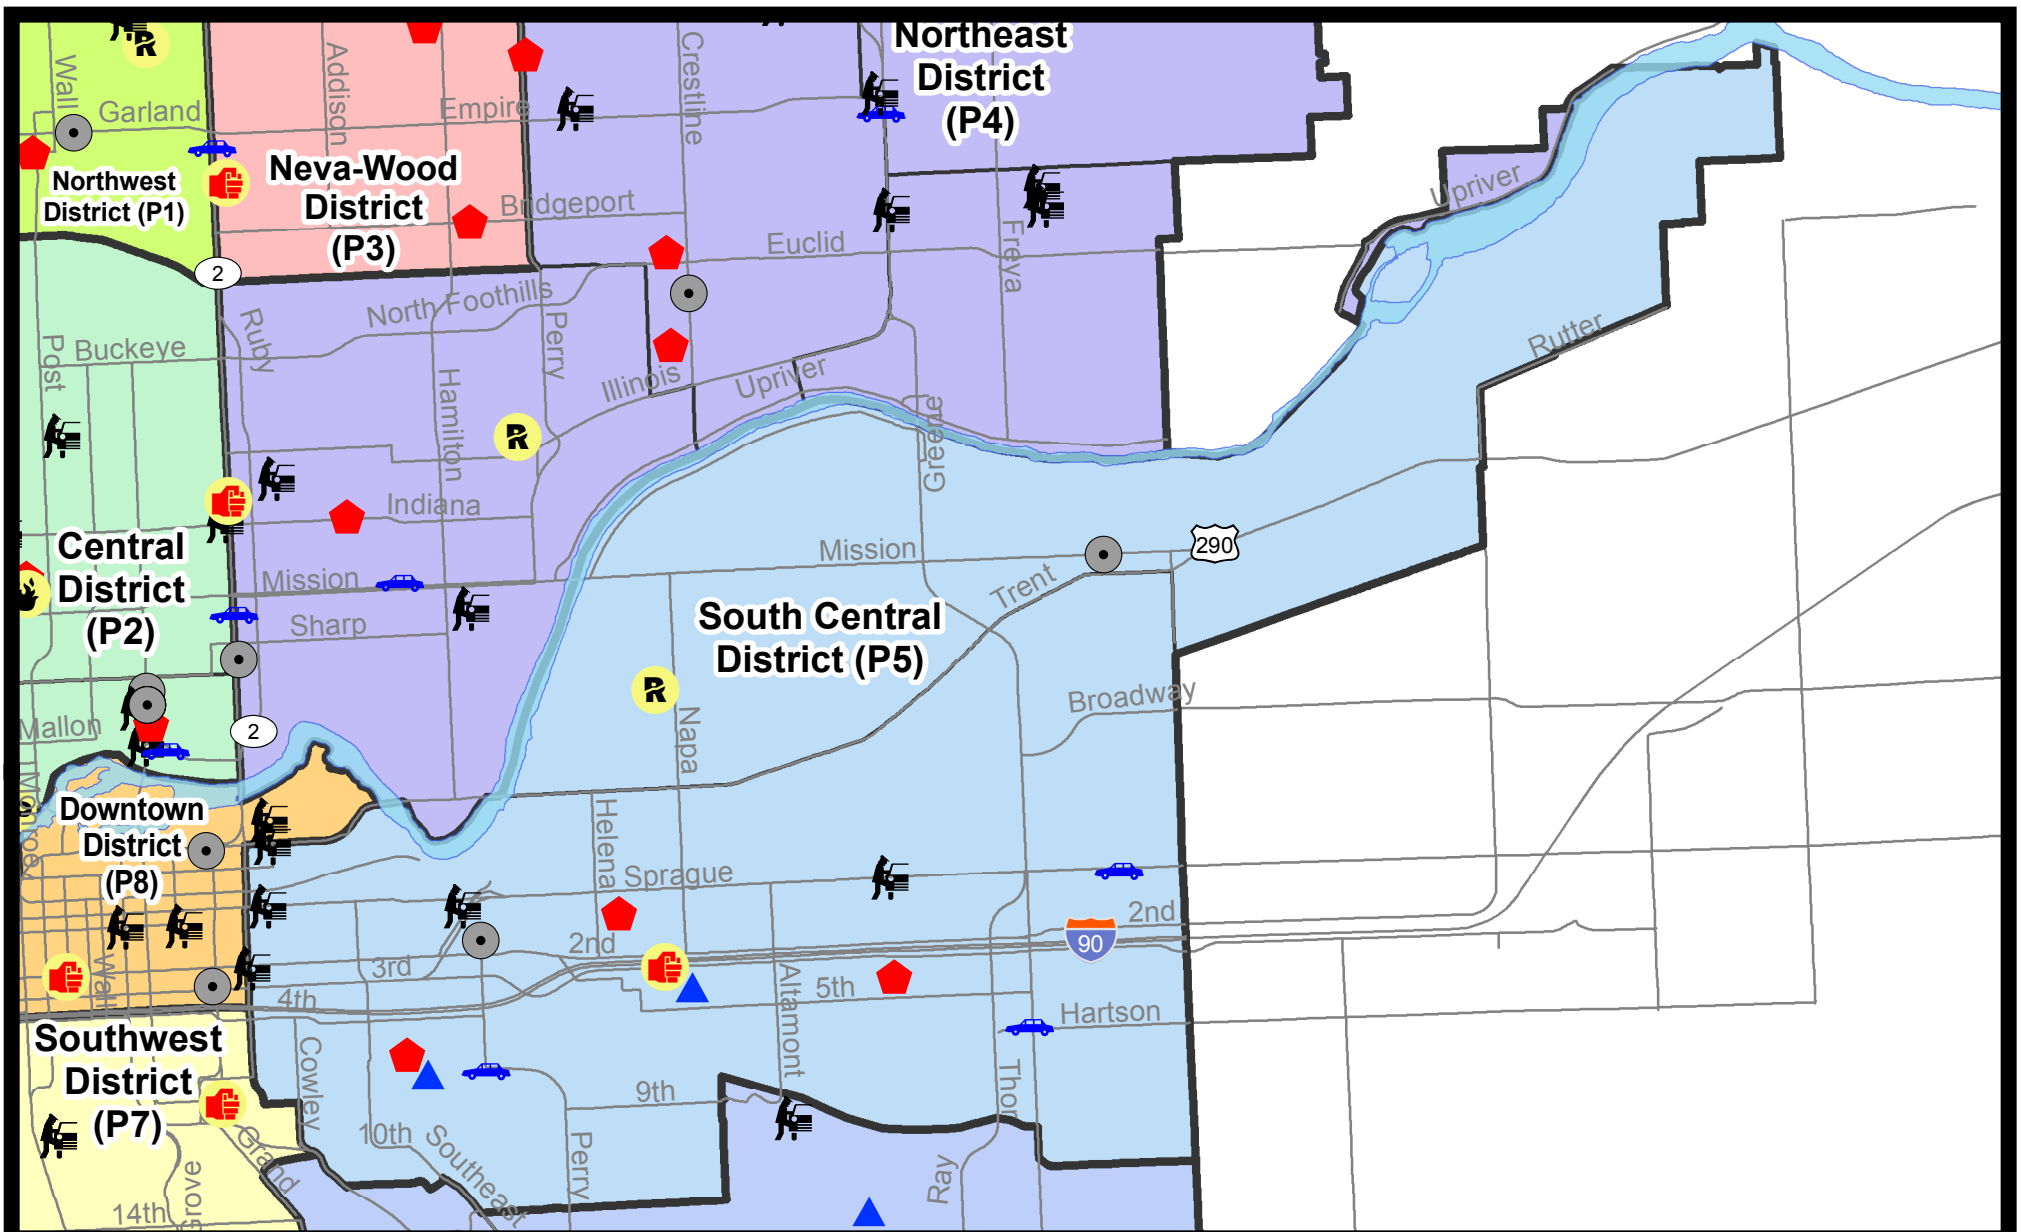 Northeast
District
(P4)
Wall
Addison
Crestline
Garland
Empire
Northwest
District (P1)
Neva-Wood
District
(P3)
Bridgeport
Euclid
Freya
Upriver
2
North Foothills
Ruby
Perry
Post
Buckeye
Rutter
Hamilton
Illinois
Upriver
Greene
Indiana
Central
District
(P2)
Mission
Mission
290
Trent
Sharp
South Central
District (P5)
Broadway
Napa
Mallon
2
Monroe
Downtown
District
(P8)
Helena
Sprague
2nd
2nd
90
3rd
Wall
4th
5th
Altamont
Hartson
Southwest
District
(P7)
Cowley
Thor
9th
10th
Southeast
Perry
Grand
Grove
Ray
14th
R
R
R